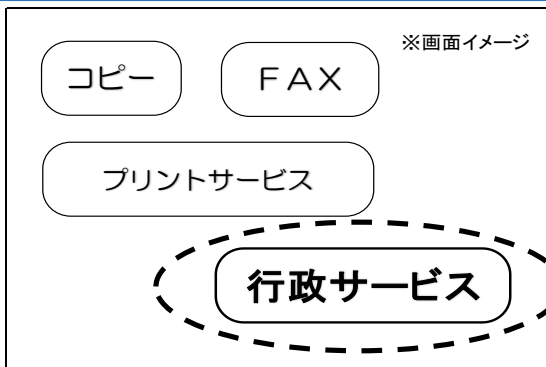 ※画面イメージ
コピー
ＦＡＸ
プリントサービス
行政サービス